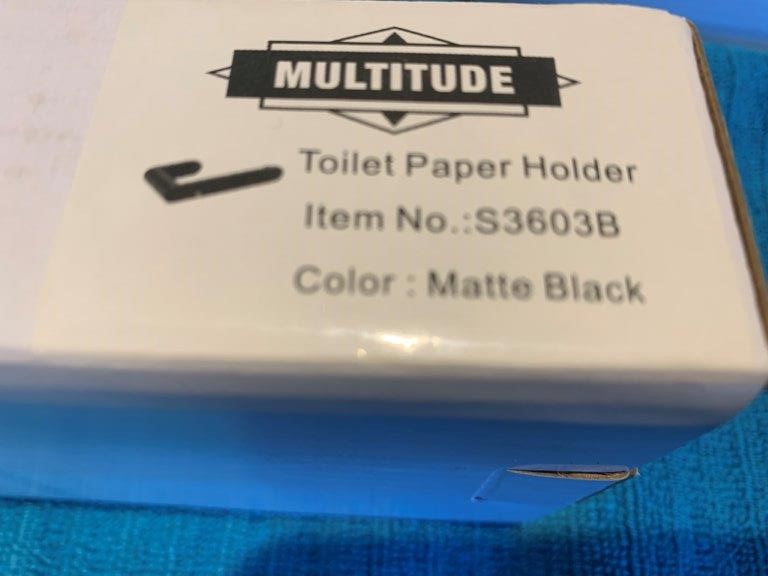 MULTITUDE
Toilet Paper Holder
Item No.:S3603B
Color : Matte Black